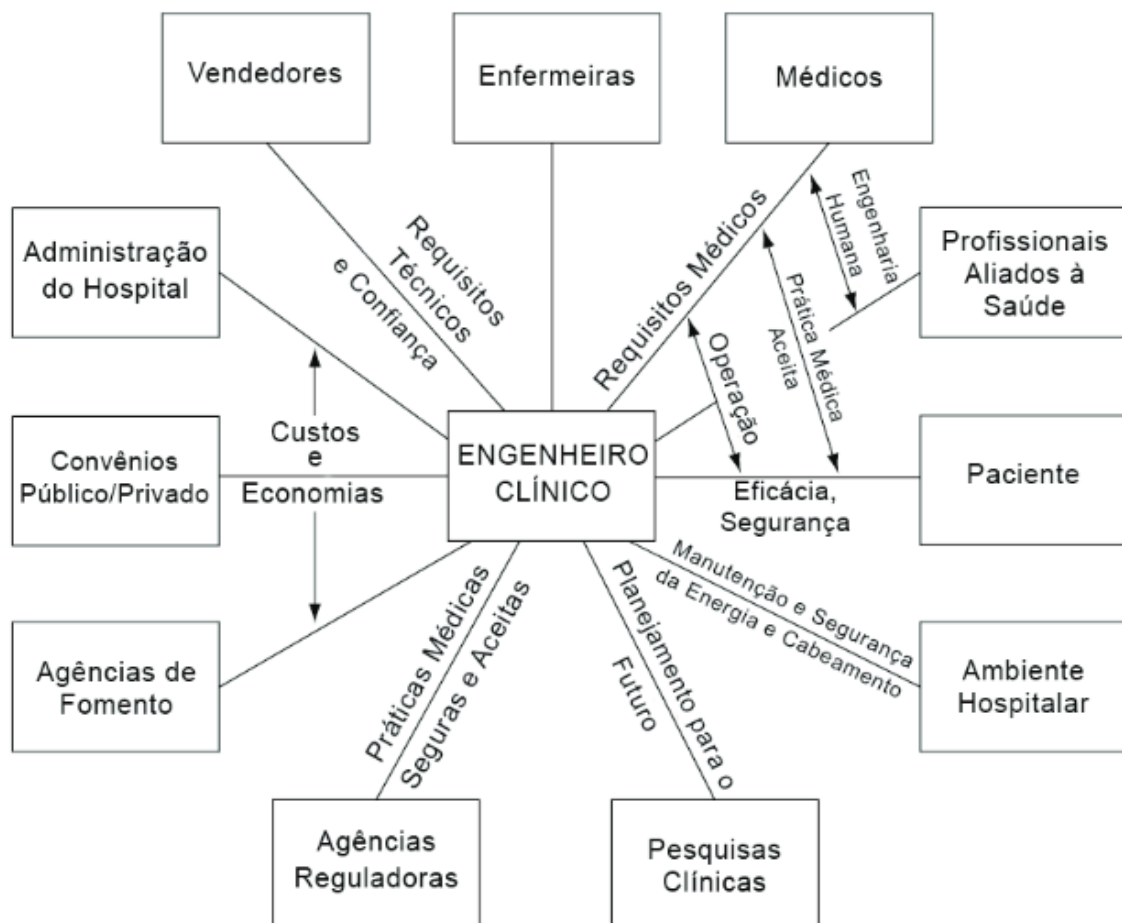 Vendedores
Enfermeiras
Médicos
Administração
do Hospital
Requisitos
Técnicos
e Confiança
Requisitos Médicos
Engenharia
Humana
Prática Médica
Aceita
Operação
Profissionais
Aliados à
Saúde
Convênios
Público/Privado
Custos
e
Economias
ENGENHEIRO
CLÍNICO
Eficácia,
Segurança
Paciente
Agências de
Fomento
Práticas Médicas
Seguras e Aceitas
Planejamento para o
Futuro
Manutenção e Segurança
da Energia e Cabeamento
Ambiente
Hospitalar
Agências
Reguladoras
Pesquisas
Clínicas